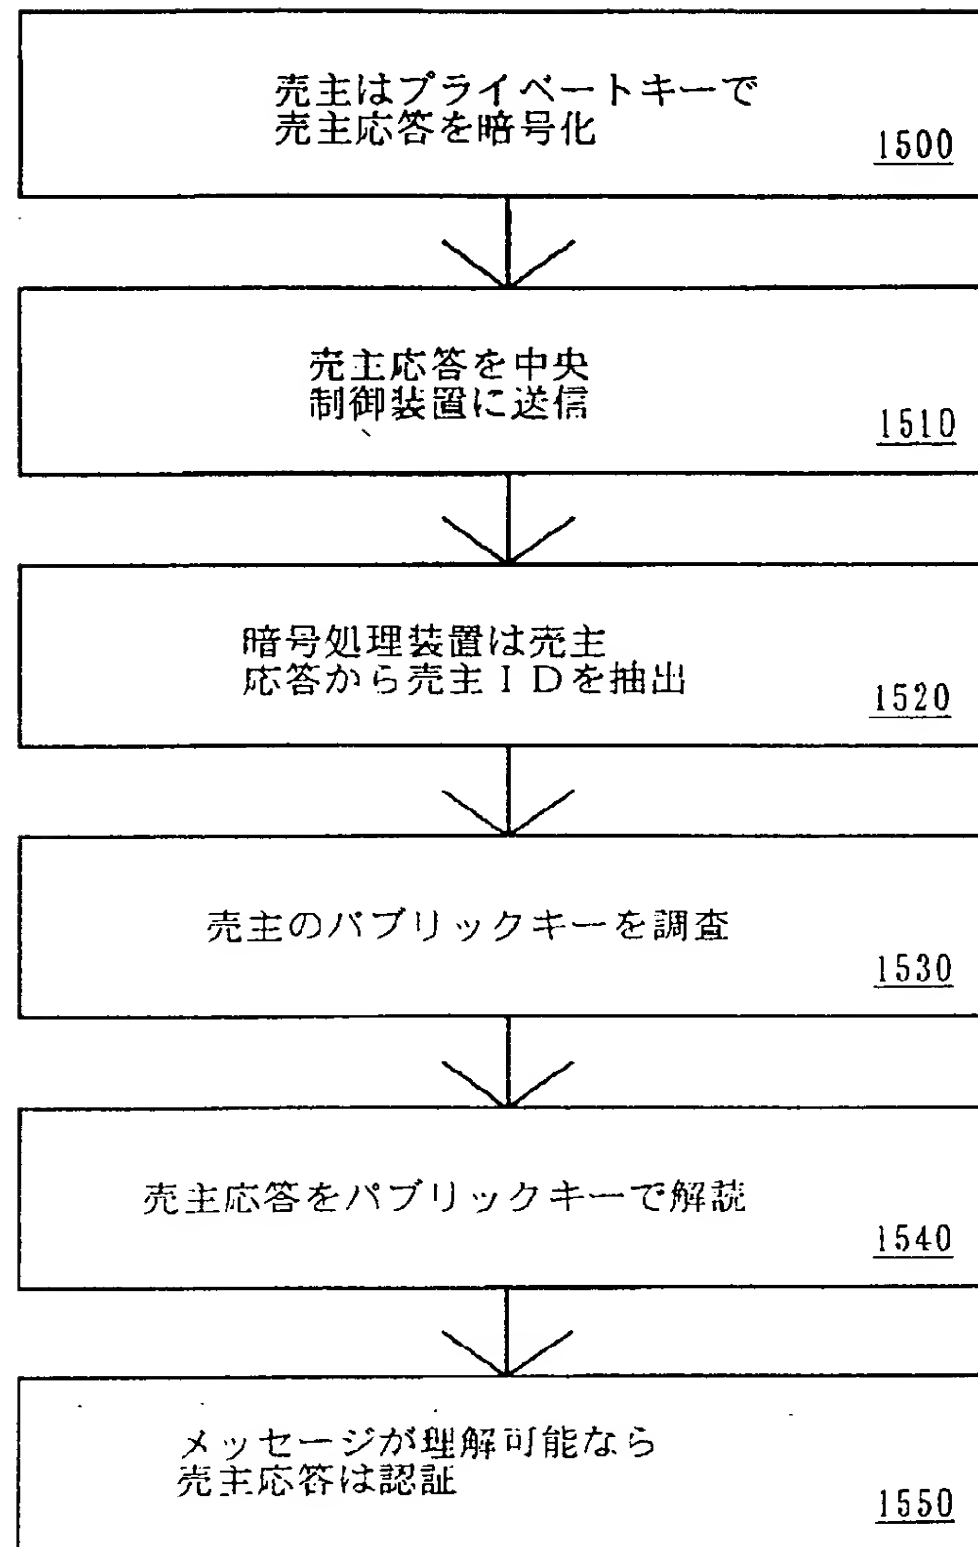 売主はプライベートキーで
売主応答を暗号化
1500
売主応答を中央
制御装置に送信
1510
暗号処理装置は売主
応答から売主ＩＤを抽出
1520
売主のパブリックキーを調査
1530
売主応答をパブリックキーで解読
1540
メッセージが理解可能なら
売主応答は認証
1550